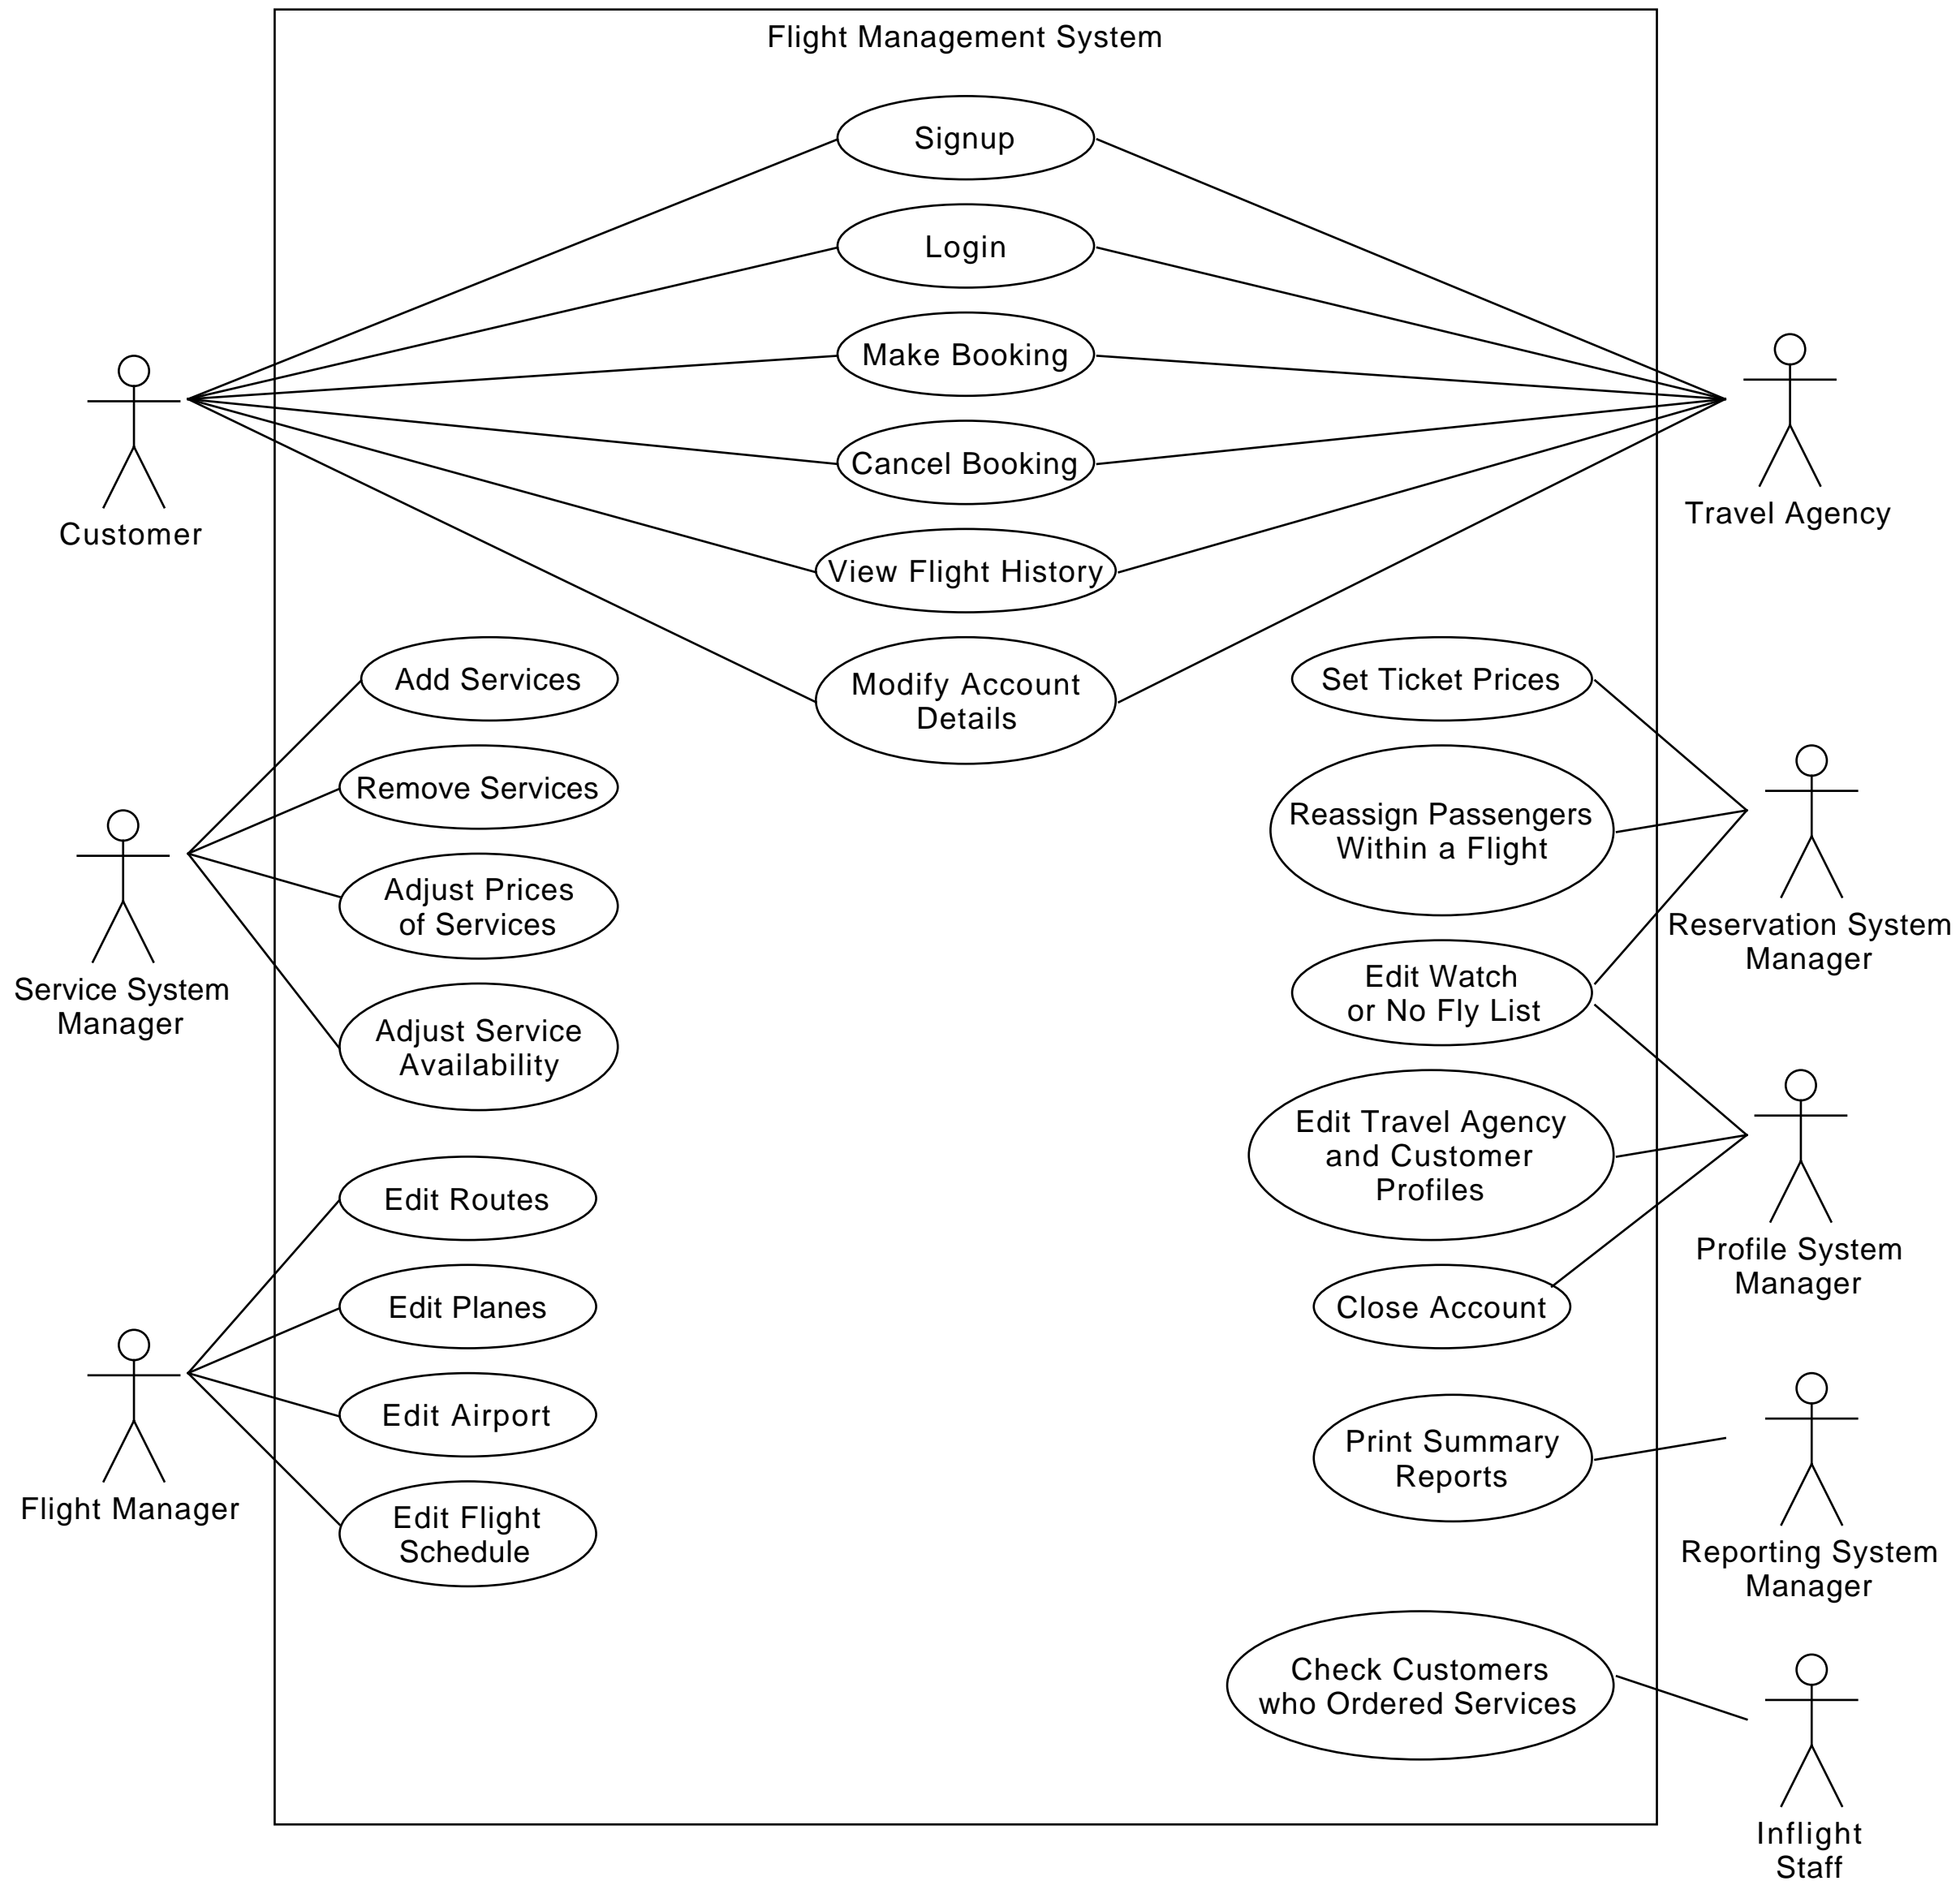 Flight Management System
Signup
Login
Make Booking
Cancel Booking
Customer
Travel Agency
View Flight History
Add Services
Modify Account
Details
Set Ticket Prices
Remove Services
Reassign Passengers
Within a Flight
Adjust Prices
of Services
Reservation System
Manager
Service System
Manager
Edit Watch
or No Fly List
Adjust Service
Availability
Edit Travel Agency
and Customer
Profiles
Edit Routes
Profile System
Manager
Edit Planes
Close Account
Edit Airport
Print Summary
Reports
Flight Manager
Edit Flight
Schedule
Reporting System
Manager
Check Customers
who Ordered Services
Inflight
Staff